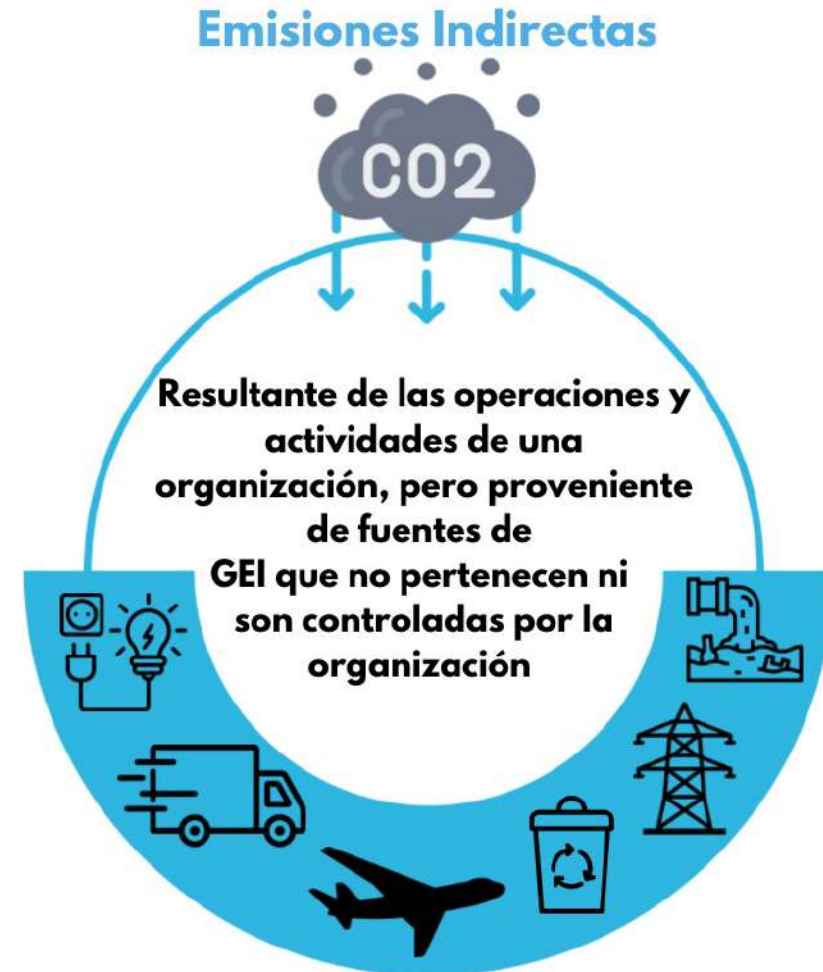 Emisiones Indirectas
CO2
Resultante de las operaciones y
actividades de una
organización, pero proveniente
de fuentes de
GEI que no pertenecen ni
son controladas por la
organización